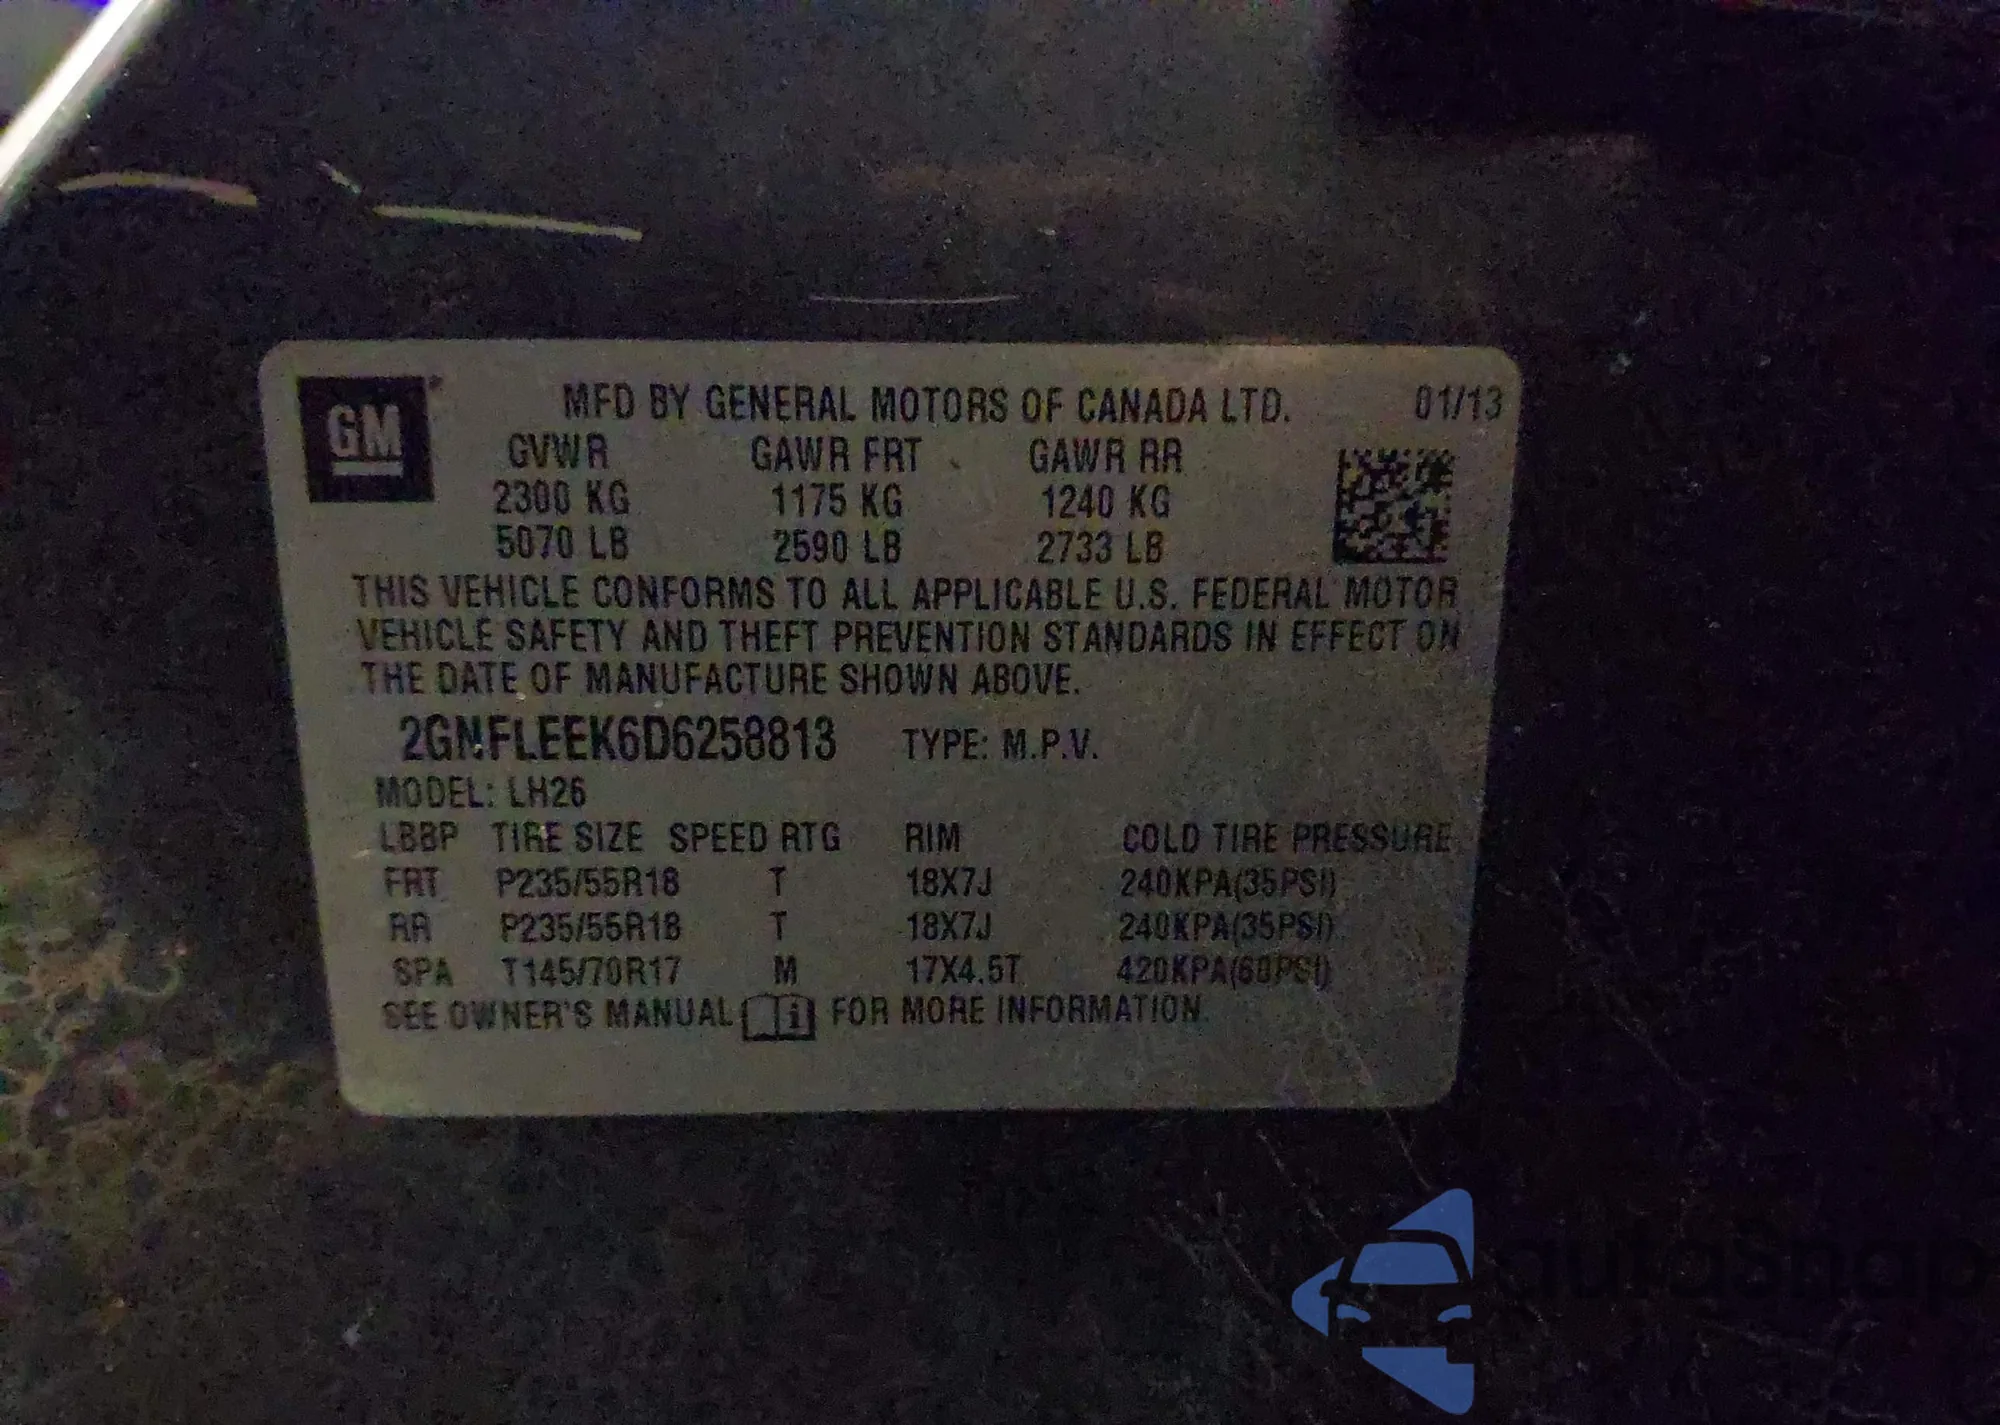 GM
MFD BY GENERAL MOTORS OF CANADA LTD. 01/13
GVWR GAWR FRT GAWR RR
2300 KG 1175 KG 1240 KG
5070 LB 2590 LB 2733 LB
THIS VEHICLE CONFORMS TO ALL APPLICABLE U.S. FEDERAL MOTOR
VEHICLE SAFETY AND THEFT PREVENTION STANDARDS IN EFFECT ON
THE DATE OF MANUFACTURE SHOWN ABOVE.
2GNFLEEK6D6258813 TYPE: M.P.V.
MODEL: LH26
LBBP TIRE SIZE SPEED RTG RIM COLD TIRE PRESSURE
FRT P235/55R18 T 18X7J 240KPA(35PSI)
RR P235/55R18 T 18X7J 240KPA(35PSI)
SPA T145/70R17 M 17X4.5T 420KPA(60PSI)
SEE OWNER'S MANUAL i FOR MORE INFORMATION.
autosnap